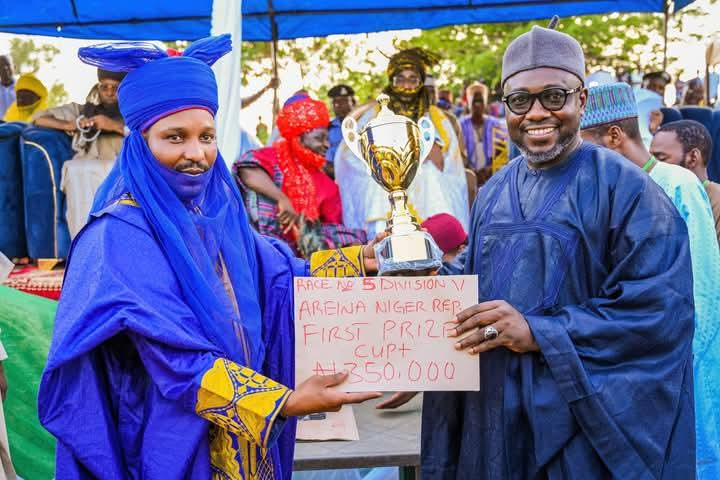 RACE No 5 DIVISION V
AREINA NIGER REP.
FIRST PRIZE
CUP+
₦350,000